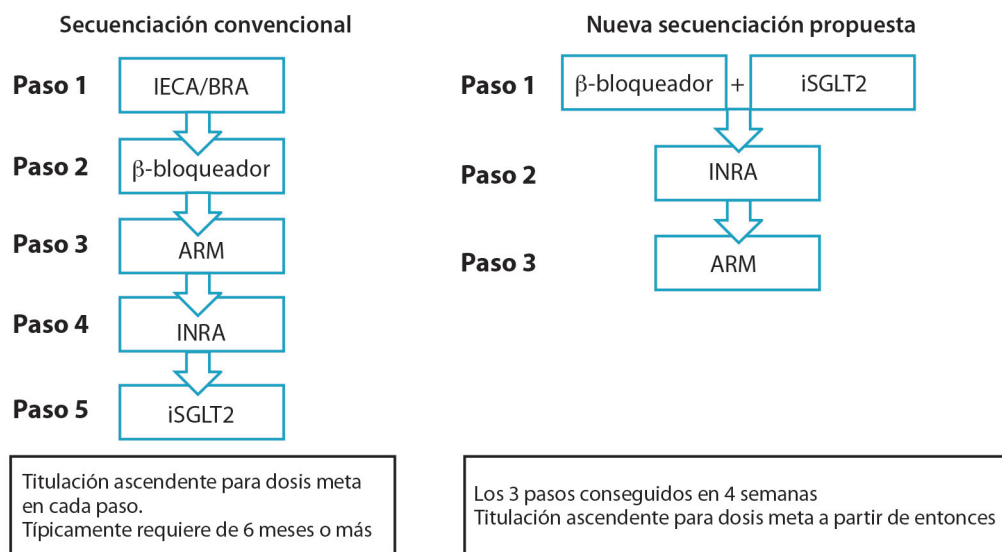 Secuenciación convencional
Paso 1
IECA/BRA
Paso 2
β-bloqueador
Paso 3
ARM
Paso 4
INRA
Paso 5
iSGLT2
Titulación ascendente para dosis meta
en cada paso.
Típicamente requiere de 6 meses o más
Nueva secuenciación propuesta
Paso 1
β-bloqueador + iSGLT2
Paso 2
INRA
Paso 3
ARM
Los 3 pasos conseguidos en 4 semanas
Titulación ascendente para dosis meta a partir de entonces